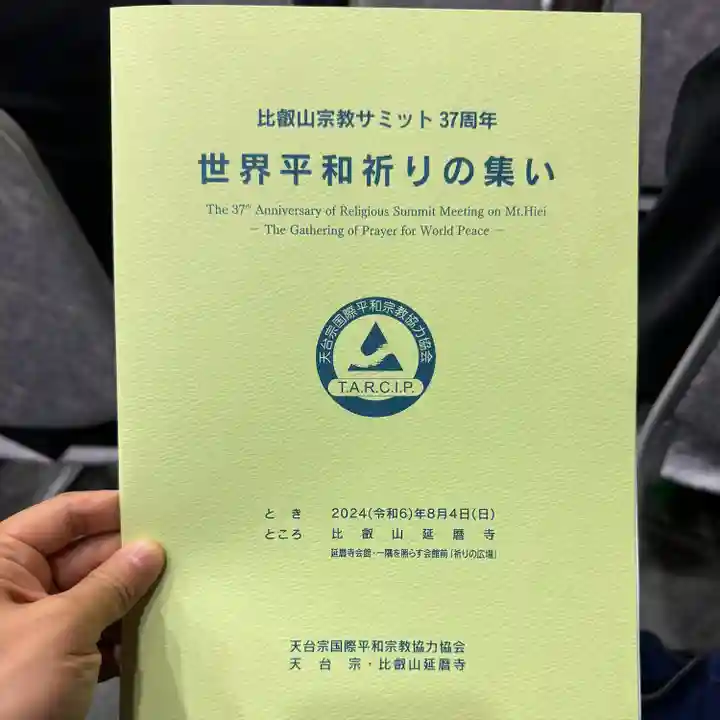 比叡山宗教サミット 37周年
世界平和祈りの集い
The 37th Anniversary of Religious Summit Meeting on Mt.Hiei
− The Gathering of Prayer for World Peace −
天台宗国際平和宗教協力協会
T.A.R.C.I.P.
とき 2024(令和6)年8月4日(日)
ところ 比叡山延暦寺
延暦寺会館・一隅を照らす会館前「祈りの広場」
天台宗国際平和宗教協力協会
天台宗・比叡山延暦寺